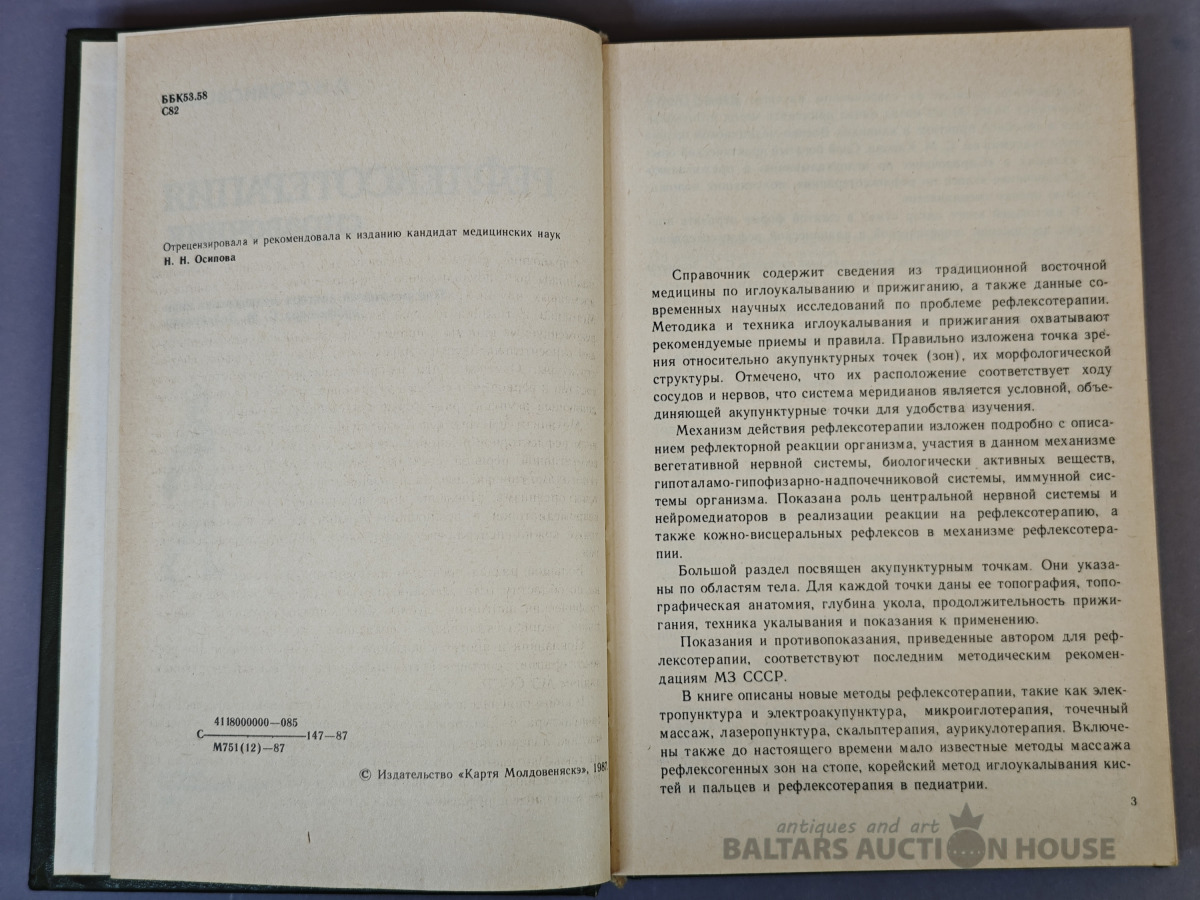 ББК53.58
С82
Отрецензировала и рекомендовала к изданию кандидат медицинских наук
Н. Н. Осипова
4118000000—085
С 147—87
М751(12)—87
© Издательство «Картя Молдовеняскэ», 1987
Справочник содержит сведения из традиционной восточной
медицины по иглоукалыванию и прижиганию, а также данные со-
временных научных исследований по проблеме рефлексотерапии.
Методика и техника иглоукалывания и прижигания охватывают
рекомендуемые приемы и правила. Правильно изложена точка зре-
ния относительно акупунктурных точек (зон), их морфологической
структуры. Отмечено, что их расположение соответствует ходу
сосудов и нервов, что система меридианов является условной, объе-
диняющей акупунктурные точки для удобства изучения.
Механизм действия рефлексотерапии изложен подробно с описа-
нием рефлекторной реакции организма, участия в данном механизме
вегетативной нервной системы, биологически активных веществ,
гипоталамо-гипофизарно-надпочечниковой системы, иммунной сис-
темы организма. Показана роль центральной нервной системы и
нейромедиаторов в реализации реакции на рефлексотерапию, а
также кожно-висцеральных рефлексов в механизме рефлексотера-
пии.
Большой раздел посвящен акупунктурным точкам. Они указа-
ны по областям тела. Для каждой точки даны ее топография, топо-
графическая анатомия, глубина укола, продолжительность прижи-
гания, техника укалывания и показания к применению.
Показания и противопоказания, приведенные автором для реф-
лексотерапии, соответствуют последним методическим рекомен-
дациям МЗ СССР.
В книге описаны новые методы рефлексотерапии, такие как элек-
тропунктура и электроакупунктура, микроиглотерапия, точечный
массаж, лазеропунктура, скальптерапия, аурикулотерапия. Включе-
ны также до настоящего времени мало известные методы массажа
рефлексогенных зон на стопе, корейский метод иглоукалывания кис-
тей и пальцев и рефлексотерапия в педиатрии.
3
antiques and art
BALTARS AUCTION HOUSE